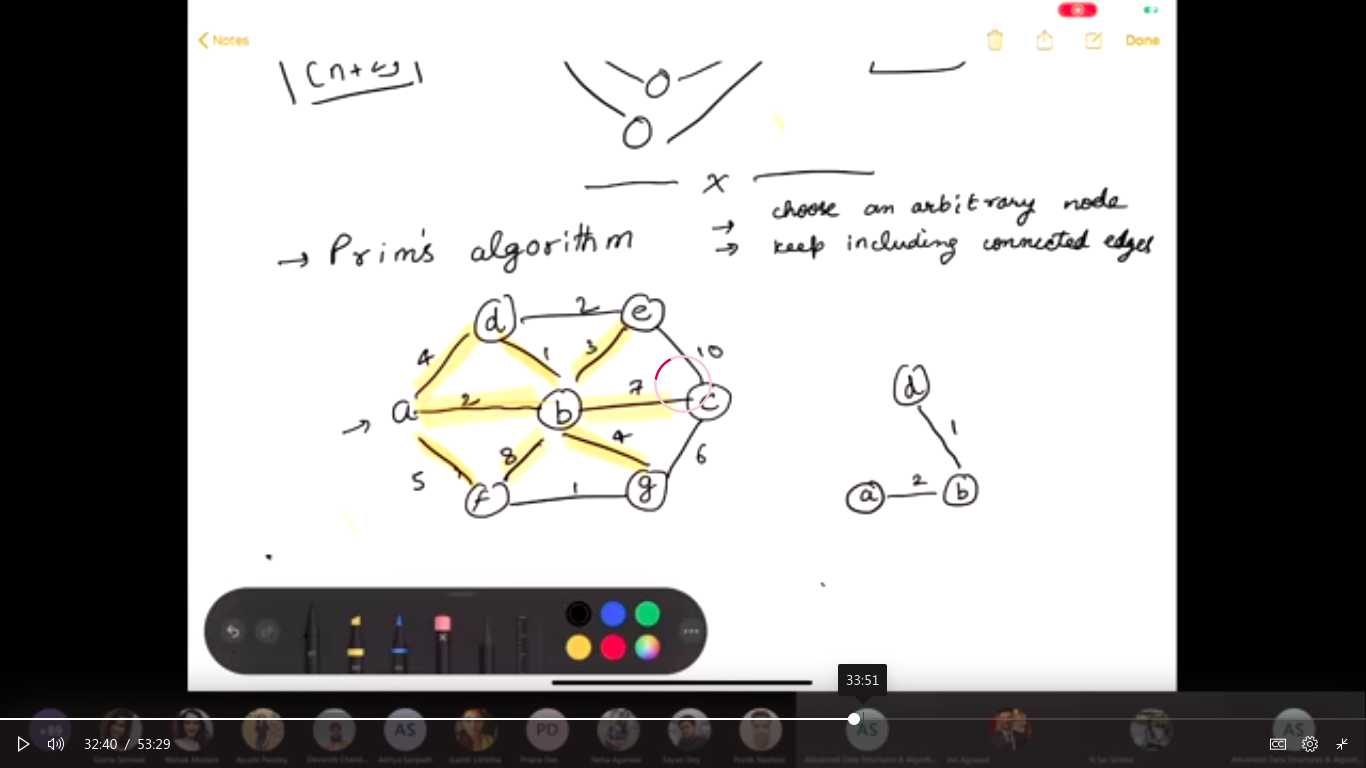 Notes
Done
x
→ Prim's algorithm
→ choose an arbitrary node
→ keep including connected edges
d 2 e
4 1 3 10
a 2 b 7 c
5 8 4 6
f 1 g
d
1
a 2 b
33:51
AS
PD
AS
AS
32:40 / 53:29
CC